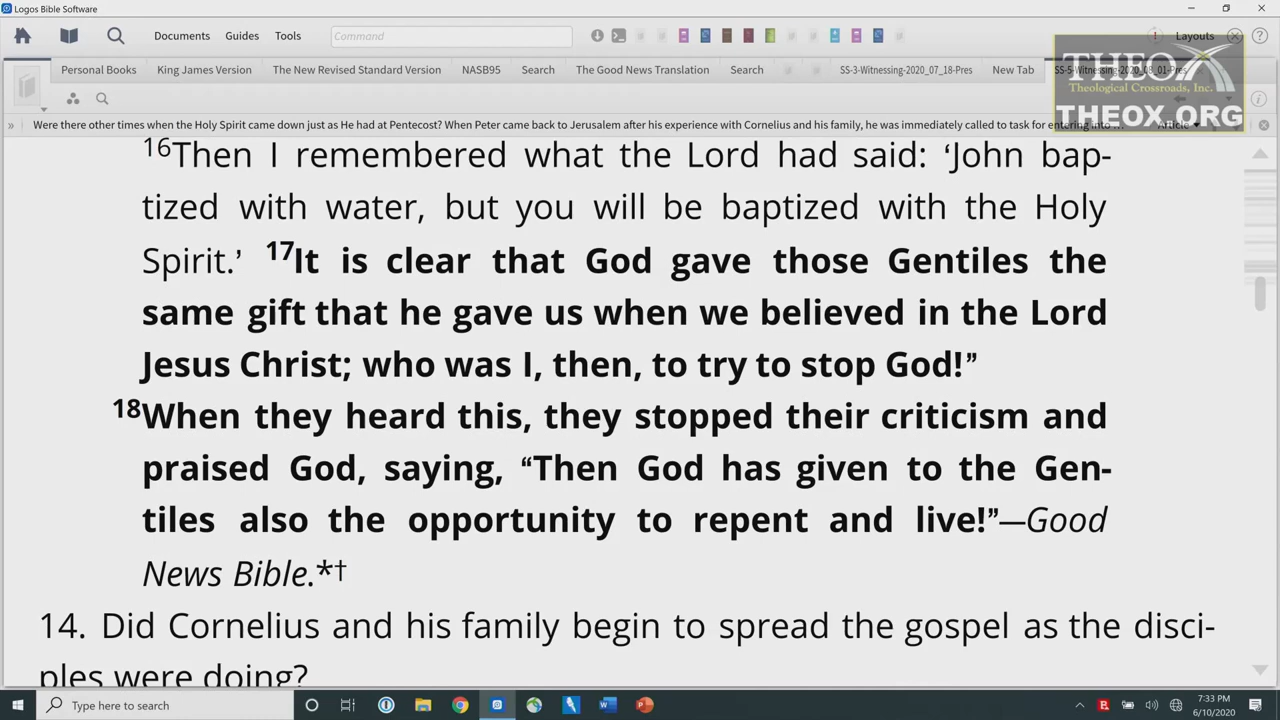 Logos Bible Software
Documents Guides Tools Command Layouts
Personal Books King James Version The New Revised SB95 Search The Good News Translation Search SS-3-Witnessing-2020_07_18-Pres New Tab SS-5-Witnessing-2020_08_01-Pres
THEOX
Theological Crossroads, Inc.
THEOX.ORG
» Were there other times when the Holy Spirit came down just as He had at Pentecost? When Peter came back to Jerusalem after his experience with Cornelius and his family, he was immediately called to task for entering into ... Article
16Then I remembered what the Lord had said: ‘John bap-
tized with water, but you will be baptized with the Holy
Spirit.’ 17It is clear that God gave those Gentiles the
same gift that he gave us when we believed in the Lord
Jesus Christ; who was I, then, to try to stop God!”
18When they heard this, they stopped their criticism and
praised God, saying, “Then God has given to the Gen-
tiles also the opportunity to repent and live!”—Good
News Bible.*†
14. Did Cornelius and his family begin to spread the gospel as the disci-
ples were doing?
Type here to search
7:33 PM
6/10/2020